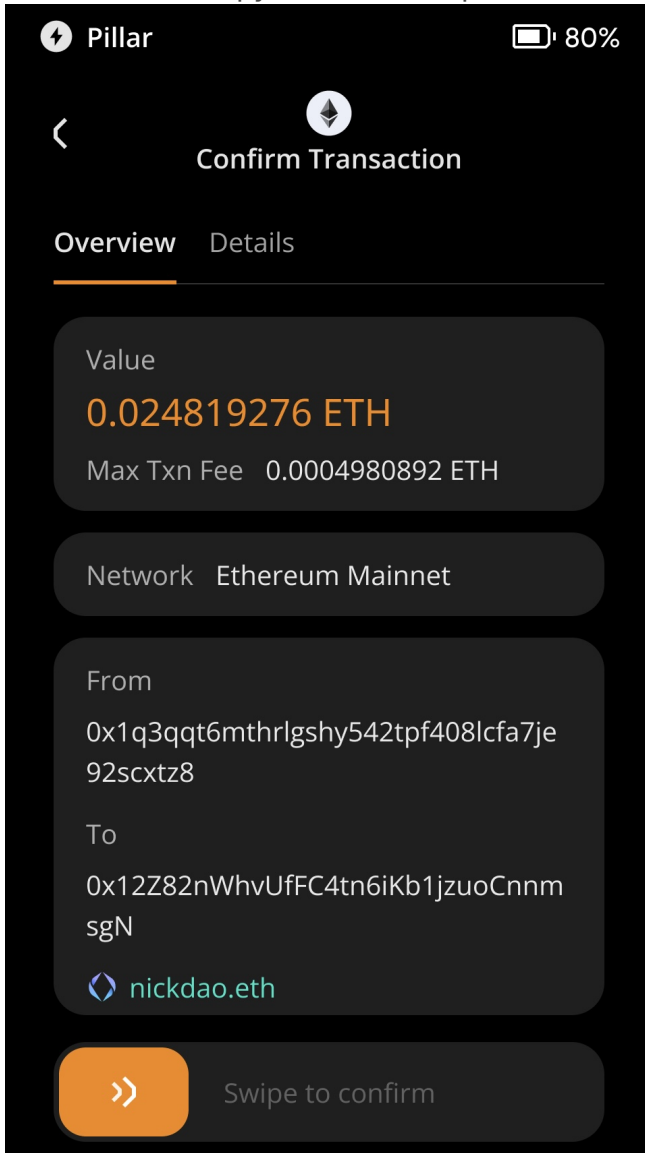 Pillar
80%
Confirm Transaction
Overview Details
Value
0.024819276 ETH
Max Txn Fee 0.0004980892 ETH
Network Ethereum Mainnet
From
0x1q3qqt6mthrlgshy542tpf408lcfa7je
92scxtz8
To
0x12Z82nWhvUfFC4tn6iKb1jzuoCnnm
sgN
nickdao.eth
Swipe to confirm